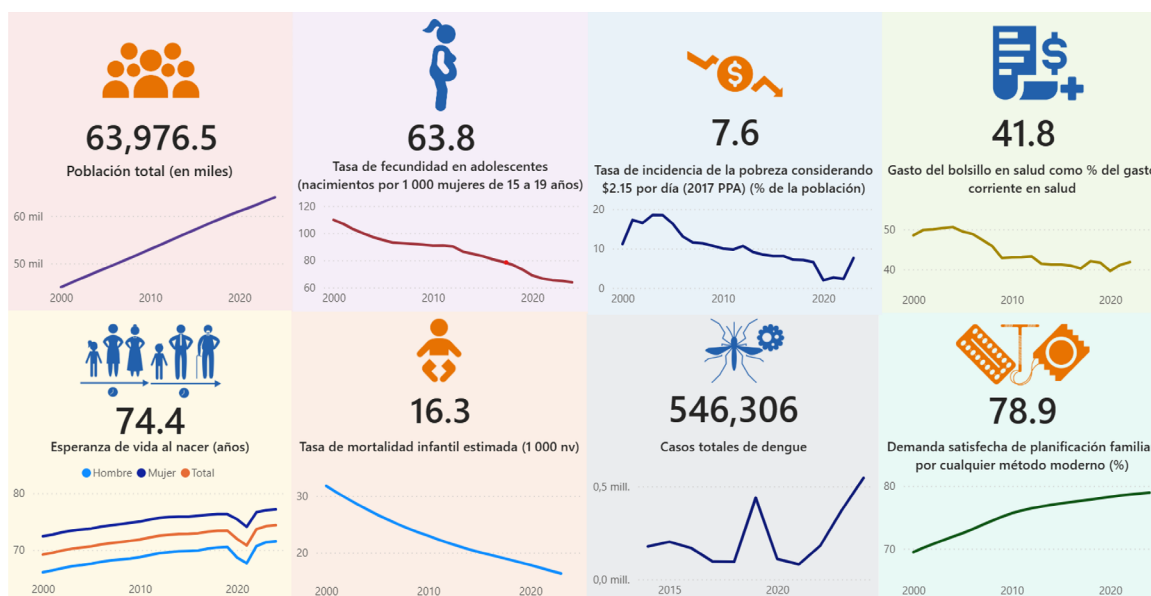 63,976.5
Población total (en miles)
60 mil
50 mil
2000
2010
2020
63.8
Tasa de fecundidad en adolescentes
(nacimientos por 1 000 mujeres de 15 a 19 años)
120
100
80
60
2000
2010
2020
7.6
Tasa de incidencia de la pobreza considerando
$2.15 por día (2017 PPA) (% de la población)
20
10
0
2000
2010
2020
41.8
Gasto del bolsillo en salud como % del gasto
corriente en salud
50
40
2000
2010
2020
74.4
Esperanza de vida al nacer (años)
Hombre Mujer Total
80
70
2000
2010
2020
16.3
Tasa de mortalidad infantil estimada (1 000 nv)
30
20
2000
2010
2020
546,306
Casos totales de dengue
0,5 mill.
0,0 mill.
2015
2020
78.9
Demanda satisfecha de planificación familia
por cualquier método moderno (%)
80
70
2000
2010
2020